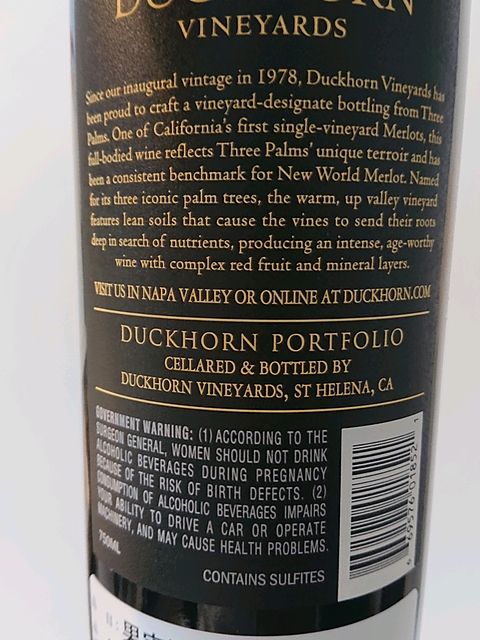 DUCKHORN
VINEYARDS
Since our inaugural vintage in 1978, Duckhorn Vineyards has
been proud to craft a vineyard-designate bottling from Three
Palms. One of California's first single-vineyard Merlots, this
full-bodied wine reflects Three Palms' unique terroir and has
been a consistent benchmark for New World Merlot. Named
for its three iconic palm trees, the warm, up valley vineyard
features lean soils that cause the vines to send their roots
deep in search of nutrients, producing an intense, age-worthy
wine with complex red fruit and mineral layers.
VISIT US IN NAPA VALLEY OR ONLINE AT DUCKHORN.COM
DUCKHORN PORTFOLIO
CELLARED & BOTTLED BY
DUCKHORN VINEYARDS, ST HELENA, CA
GOVERNMENT WARNING: (1) ACCORDING TO THE
SURGEON GENERAL, WOMEN SHOULD NOT DRINK
ALCOHOLIC BEVERAGES DURING PREGNANCY
BECAUSE OF THE RISK OF BIRTH DEFECTS. (2)
CONSUMPTION OF ALCOHOLIC BEVERAGES IMPAIRS
YOUR ABILITY TO DRIVE A CAR OR OPERATE
MACHINERY, AND MAY CAUSE HEALTH PROBLEMS.
750ML
CONTAINS SULFITES
6 69576 01852 1